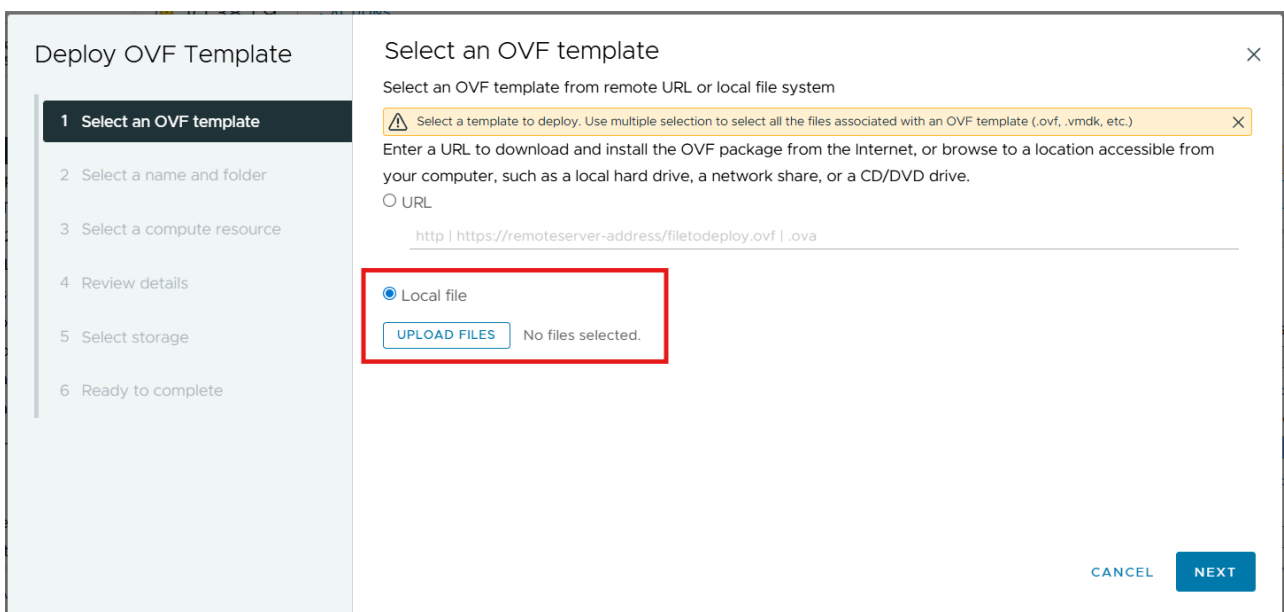 Deploy OVF Template
1 Select an OVF template
2 Select a name and folder
3 Select a compute resource
4 Review details
5 Select storage
6 Ready to complete
Select an OVF template
Select an OVF template from remote URL or local file system
Select a template to deploy. Use multiple selection to select all the files associated with an OVF template (.ovf, .vmdk, etc.)
Enter a URL to download and install the OVF package from the Internet, or browse to a location accessible from
your computer, such as a local hard drive, a network share, or a CD/DVD drive.
URL
http | https://remoteserver-address/filetodeploy.ovf | .ova
Local file
UPLOAD FILES No files selected.
CANCEL NEXT